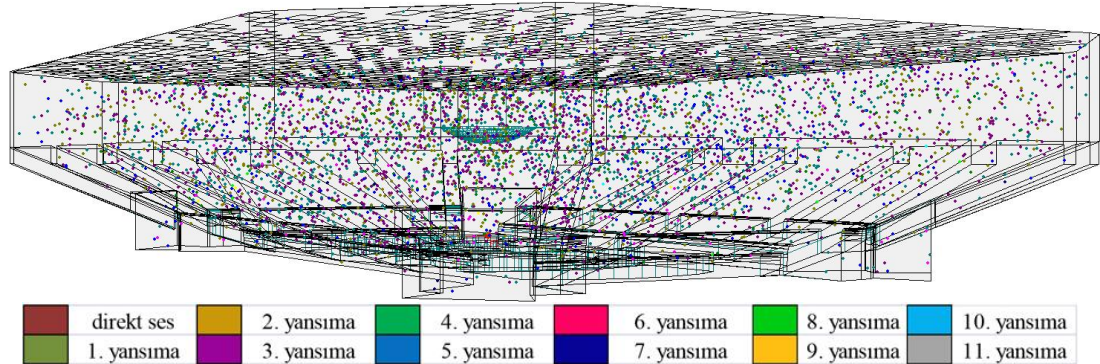 direkt ses 2. yansıma 4. yansıma 6. yansıma 8. yansıma 10. yansıma
1. yansıma 3. yansıma 5. yansıma 7. yansıma 9. yansıma 11. yansıma